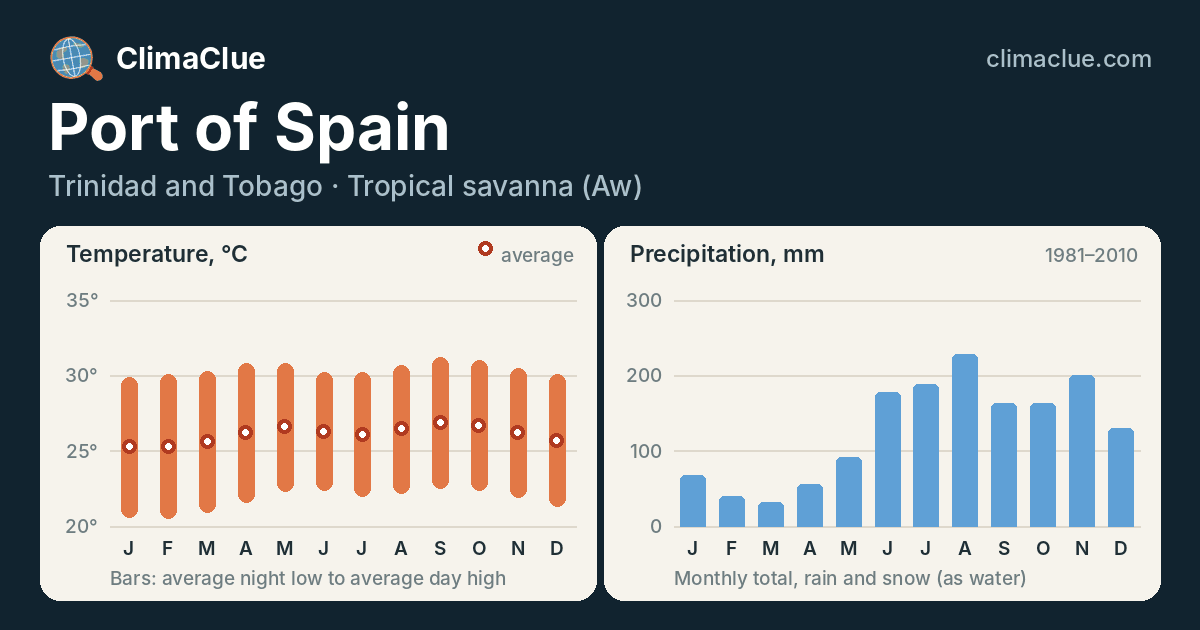 ClimaClue
climaclue.com
Port of Spain
Trinidad and Tobago · Tropical savanna (Aw)
Temperature, °C
average
35°
30°
25°
20°
J F M A M J J A S O N D
Bars: average night low to average day high
Precipitation, mm
1981–2010
300
200
100
0
J F M A M J J A S O N D
Monthly total, rain and snow (as water)